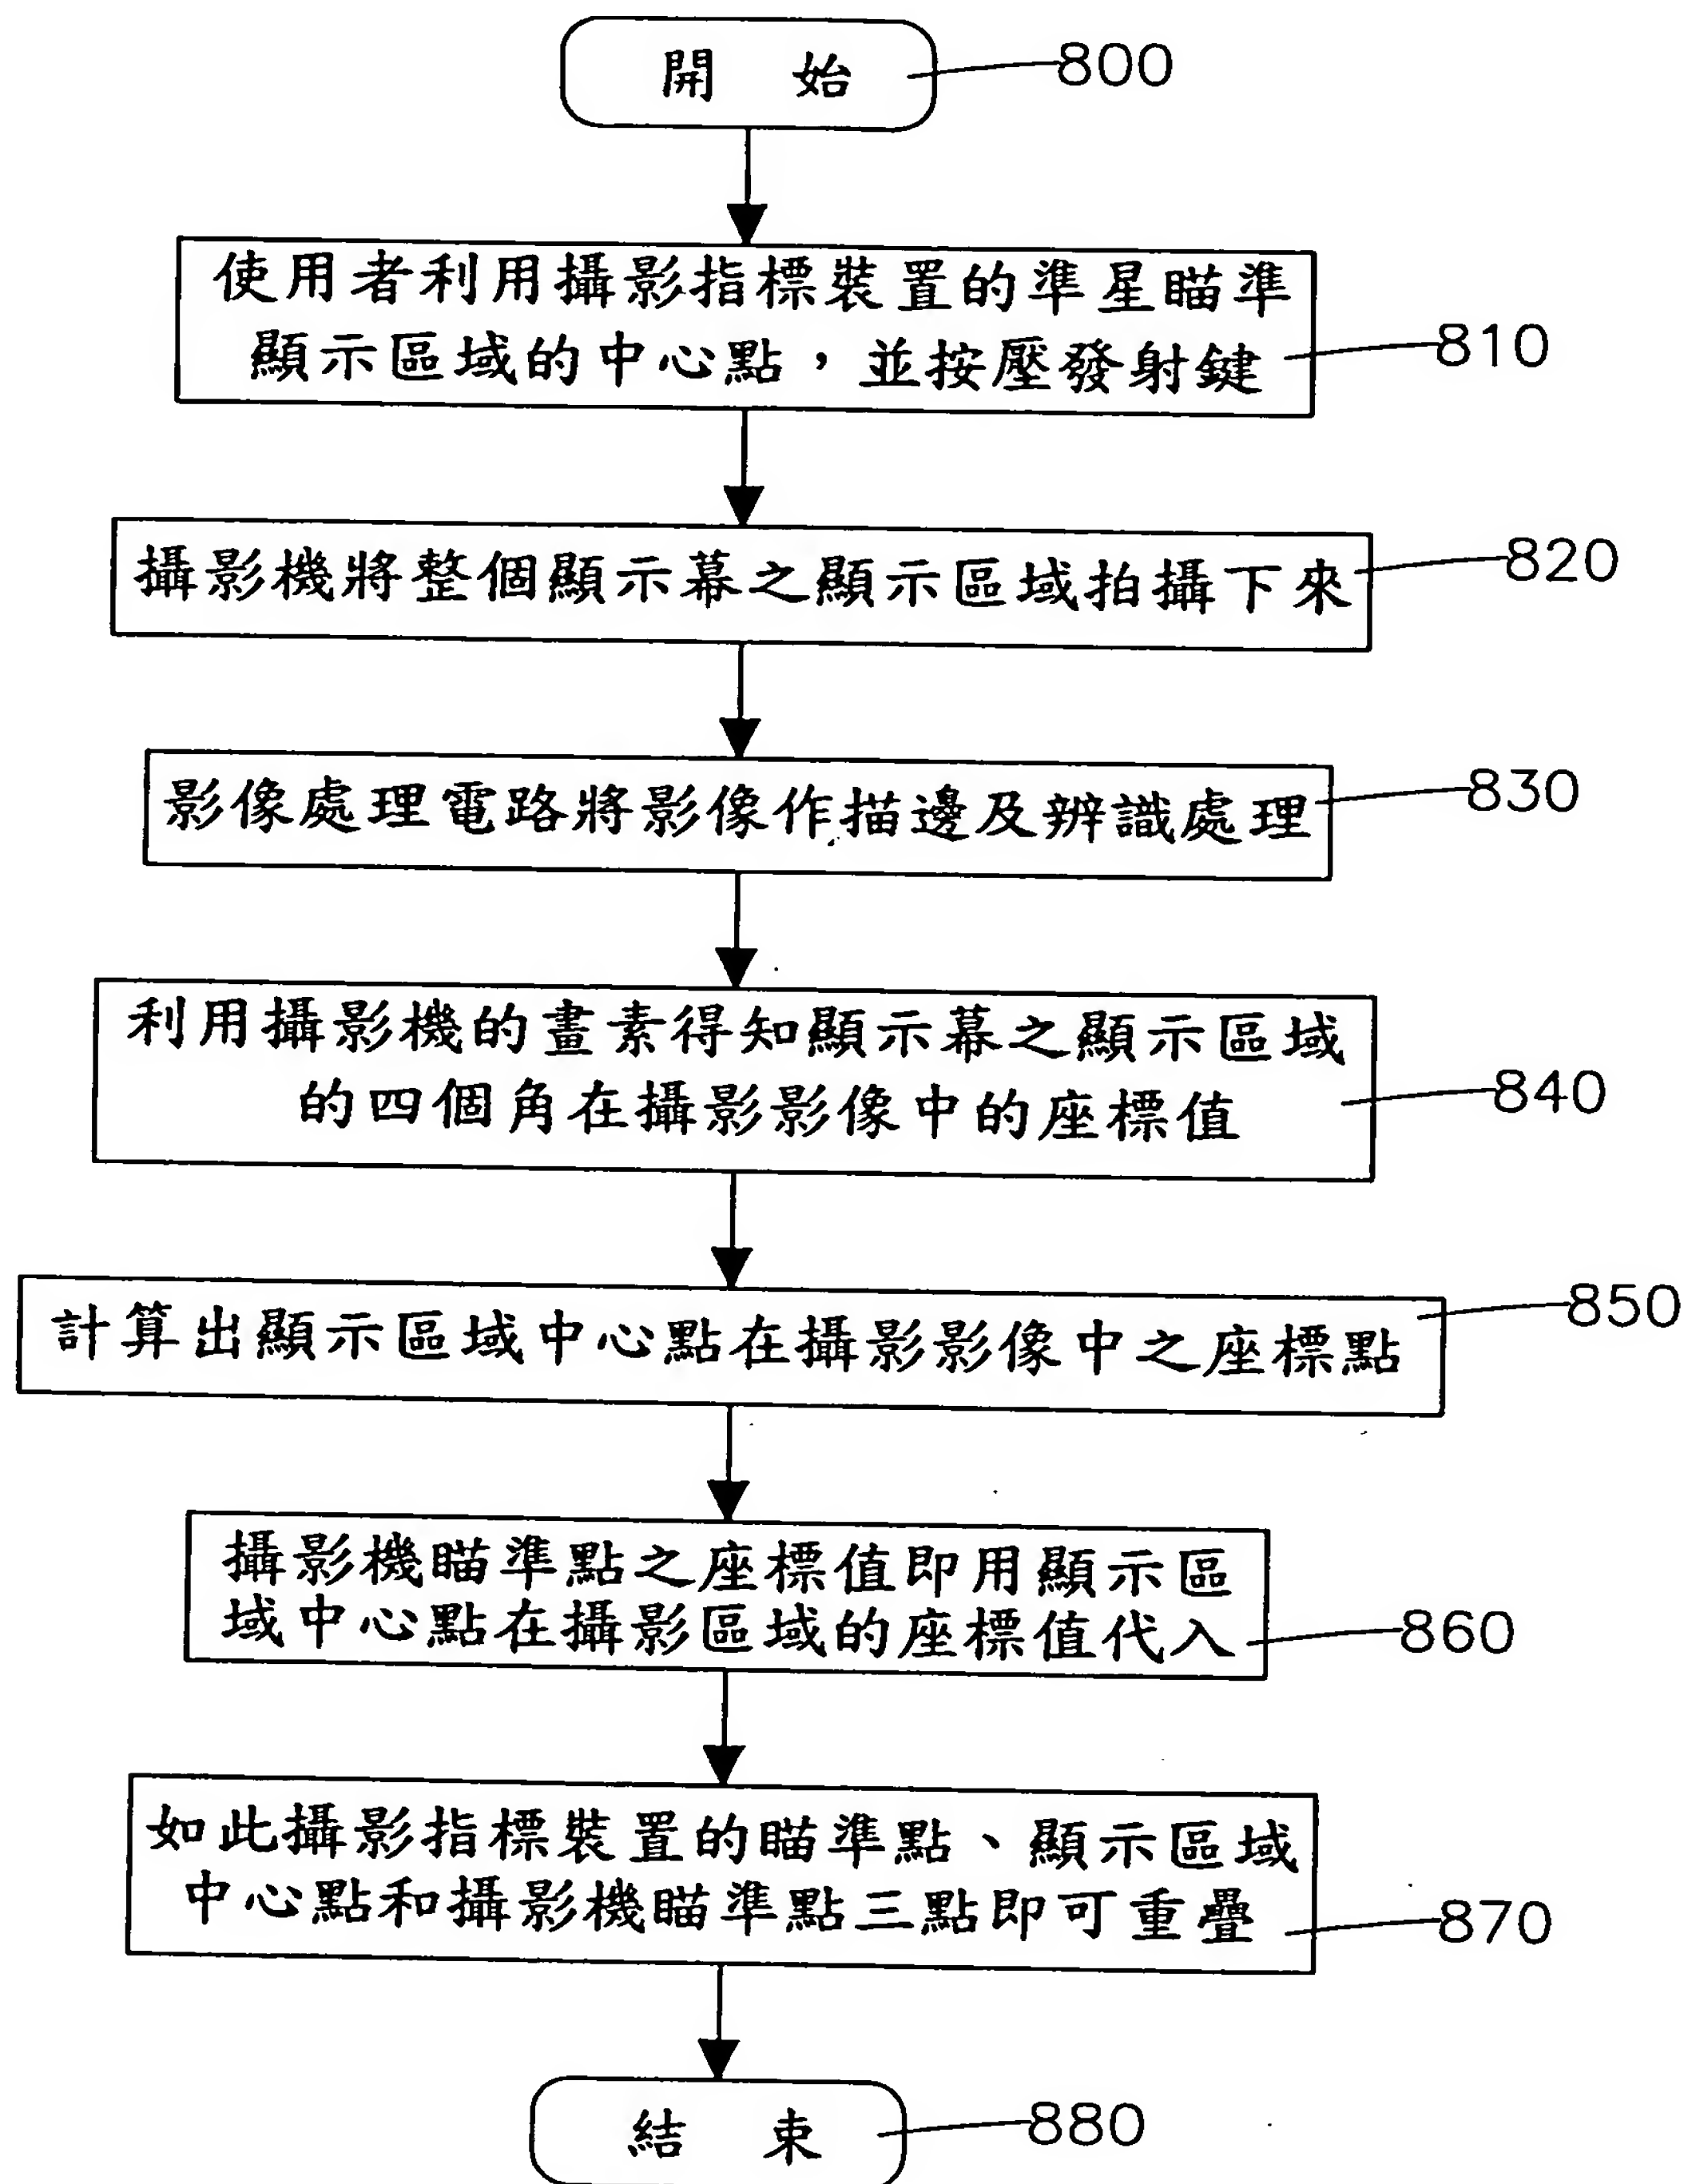 開 始
800
使用者利用攝影指標裝置的準星瞄準
顯示區域的中心點，並按壓發射鍵
810
攝影機將整個顯示幕之顯示區域拍攝下來
820
影像處理電路將影像作描邊及辨識處理
830
利用攝影機的畫素得知顯示幕之顯示區域
的四個角在攝影影像中的座標值
840
計算出顯示區域中心點在攝影影像中之座標點
850
攝影機瞄準點之座標值即用顯示區
域中心點在攝影區域的座標值代入
860
如此攝影指標裝置的瞄準點、顯示區域
中心點和攝影機瞄準點三點即可重疊
870
結 束
880